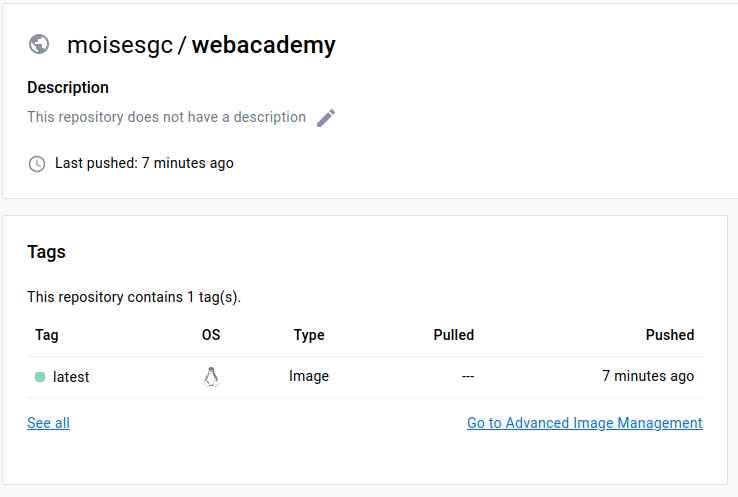 moisesgc / webacademy
Description
This repository does not have a description
Last pushed: 7 minutes ago
Tags
This repository contains 1 tag(s).
Tag OS Type Pulled Pushed
latest Image --- 7 minutes ago
See all Go to Advanced Image Management